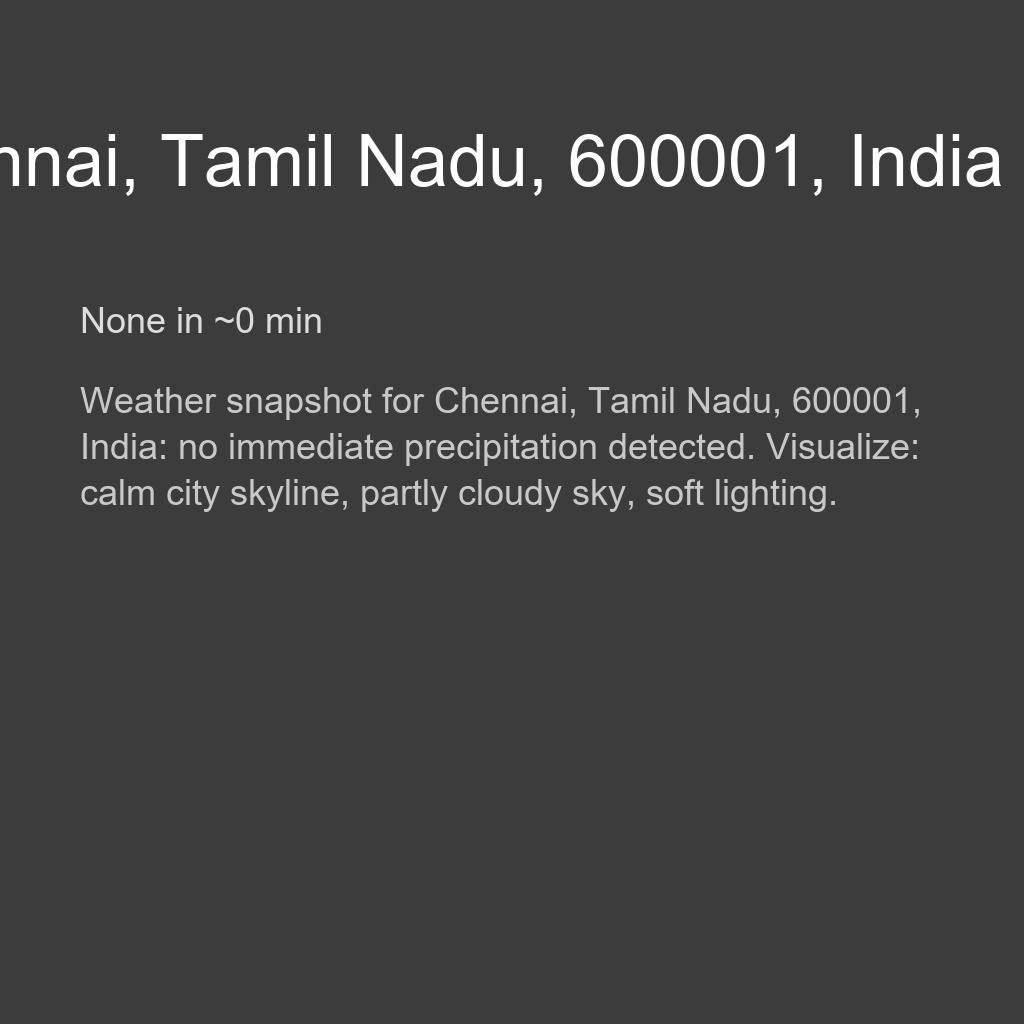 nnai, Tamil Nadu, 600001, India
None in ~0 min
Weather snapshot for Chennai, Tamil Nadu, 600001,
India: no immediate precipitation detected. Visualize:
calm city skyline, partly cloudy sky, soft lighting.